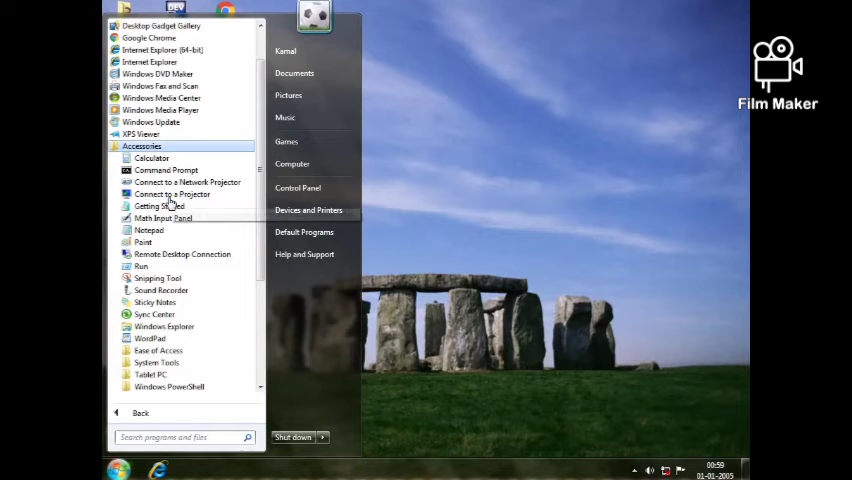 DEV
Desktop Gadget Gallery
Google Chrome
Internet Explorer (64-bit)
Internet Explorer
Windows DVD Maker
Windows Fax and Scan
Windows Media Center
Windows Media Player
Windows Update
XPS Viewer
Accessories
Calculator
Command Prompt
Connect to a Network Projector
Connect to a Projector
Getting Started
Math Input Panel
Notepad
Paint
Remote Desktop Connection
Run
Snipping Tool
Sound Recorder
Sticky Notes
Sync Center
Windows Explorer
WordPad
Ease of Access
System Tools
Tablet PC
Windows PowerShell
Back
Search programs and files
Kamal
Documents
Pictures
Music
Games
Computer
Control Panel
Devices and Printers
Default Programs
Help and Support
Shut down
Film Maker
00:59
01-01-2005